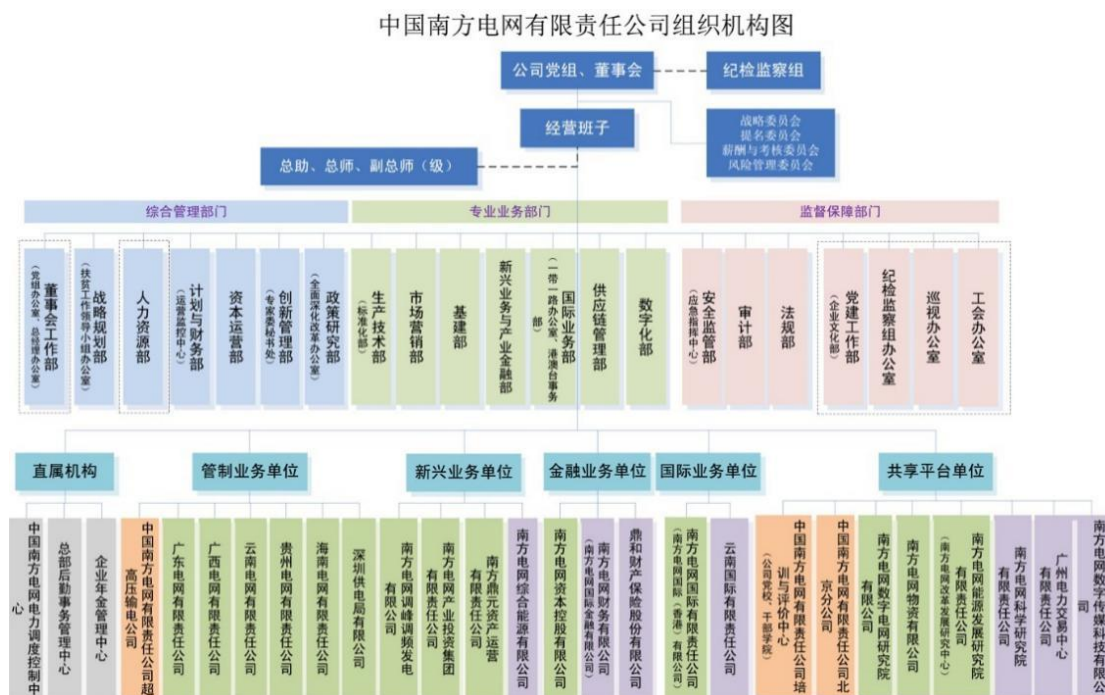 中国南方电网有限责任公司组织机构图
公司党组、董事会
纪检监察组
经营班子
战略委员会
提名委员会
薪酬与考核委员会
风险管理委员会
总助、总师、副总师（级）
综合管理部门
专业业务部门
监督保障部门
董事会工作部
（党组办公室、总经理办公室）
战略规划部
（扶贫工作领导小组办公室）
人力资源部
计划与财务部
（运营监控中心）
资本运营部
创新管理部
（专家委秘书处）
政策研究部
（全面深化改革办公室）
生产技术部
（标准化部）
市场营销部
基建部
新兴业务与产业金融部
国际业务部
（一带一路办公室、港澳台事务
部）
供应链管理部
数字化部
安全监管部
（应急指挥中心）
审计部
法规部
党建工作部
（企业文化部）
纪检监察组办公室
巡视办公室
工会办公室
直属机构
管制业务单位
新兴业务单位
金融业务单位
国际业务单位
共享平台单位
中国南方电网电力调度控制中
心
总部后勤事务管理中心
企业年金管理中心
中国南方电网有限责任公司超
高压输电公司
广东电网有限责任公司
广西电网有限责任公司
云南电网有限责任公司
贵州电网有限责任公司
海南电网有限责任公司
深圳供电局有限公司
南方电网调峰调频发电
有限公司
南方电网产业投资集团
有限责任公司
南方鼎元资产运营
有限责任公司
南方电网综合能源有限公司
南方电网资本控股有限公司
南方电网财务有限公司
（南方电网国际金融有限公司）
鼎和财产保险股份有限公司
南方电网国际有限责任公司
（南方电网国际（香港）有限公司）
云南国际有限责任公司
中国南方电网有限责任公司培
训与评价中心
（公司党校、干部学院）
中国南方电网有限责任公司北
京分公司
南方电网数字电网研究院
有限公司
南方电网物资有限公司
南方电网能源发展研究院
有限责任公司
（南方电网改革发展研究中心）
南方电网科学研究院
有限责任公司
广州电力交易中心
有限责任公司
南方电网数字传媒科技有限公